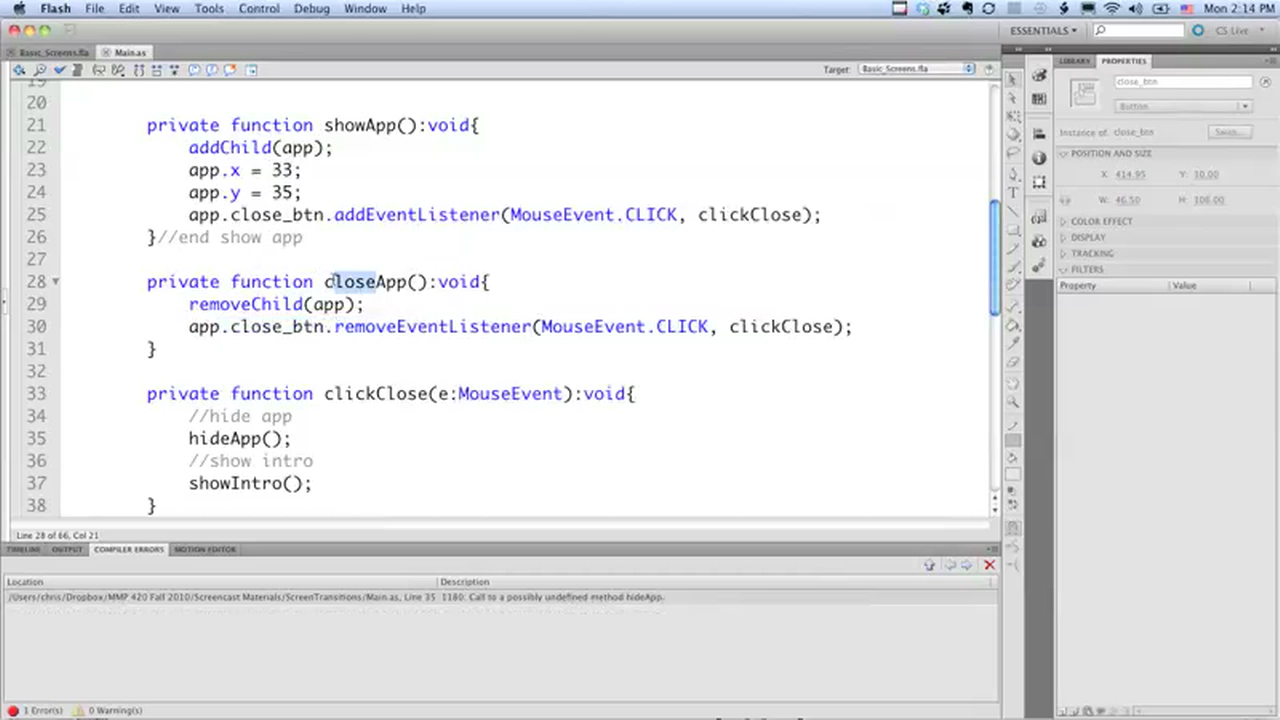 Flash File Edit View Tools Control Debug Window Help Mon 2:14 PM
ESSENTIALS CS Live
Basic_Screens.fla Main.as
Target: Basic_Screens.fla
LIBRARY PROPERTIES
close_btn
Button
Instance of: close_btn Swap...
POSITION AND SIZE
X: 414.95 Y: 10.00
W: 46.50 H: 106.00
COLOR EFFECT
DISPLAY
TRACKING
FILTERS
Property Value
19
20
21 private function showApp():void{
22 addChild(app);
23 app.x = 33;
24 app.y = 35;
25 app.close_btn.addEventListener(MouseEvent.CLICK, clickClose);
26 }//end show app
27
28 private function closeApp():void{
29 removeChild(app);
30 app.close_btn.removeEventListener(MouseEvent.CLICK, clickClose);
31 }
32
33 private function clickClose(e:MouseEvent):void{
34 //hide app
35 hideApp();
36 //show intro
37 showIntro();
38 }
Line 28 of 66, Col 21
TIMELINE OUTPUT COMPILER ERRORS MOTION EDITOR
Location Description
/Users/chris/Dropbox/MMP 420 Fall 2010/Screencast Materials/ScreenTransitions/Main.as, Line 35 1180: Call to a possibly undefined method hideApp.
1 Error(s) 0 Warning(s)